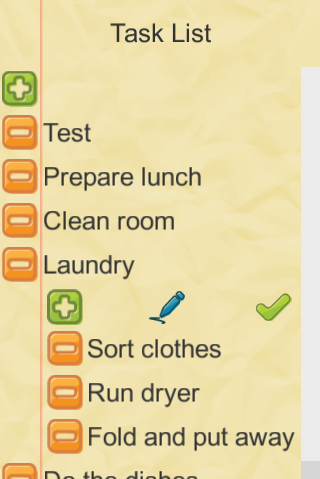 Task List
Test
Prepare lunch
Clean room
Laundry
Sort clothes
Run dryer
Fold and put away
Do the dishes